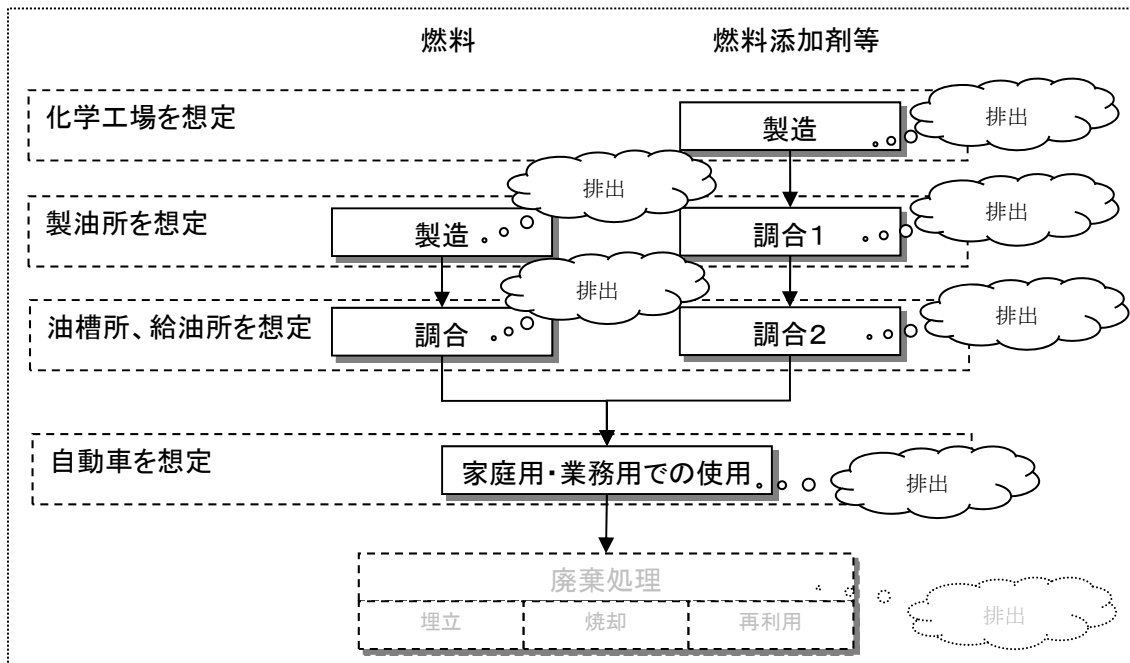 燃料
燃料添加剤等
化学工場を想定
製造
排出
排出
製油所を想定
製造
調合1
排出
排出
油槽所、給油所を想定
調合
調合2
排出
自動車を想定
家庭用・業務用での使用
排出
廃棄処理
埋立
焼却
再利用
排出